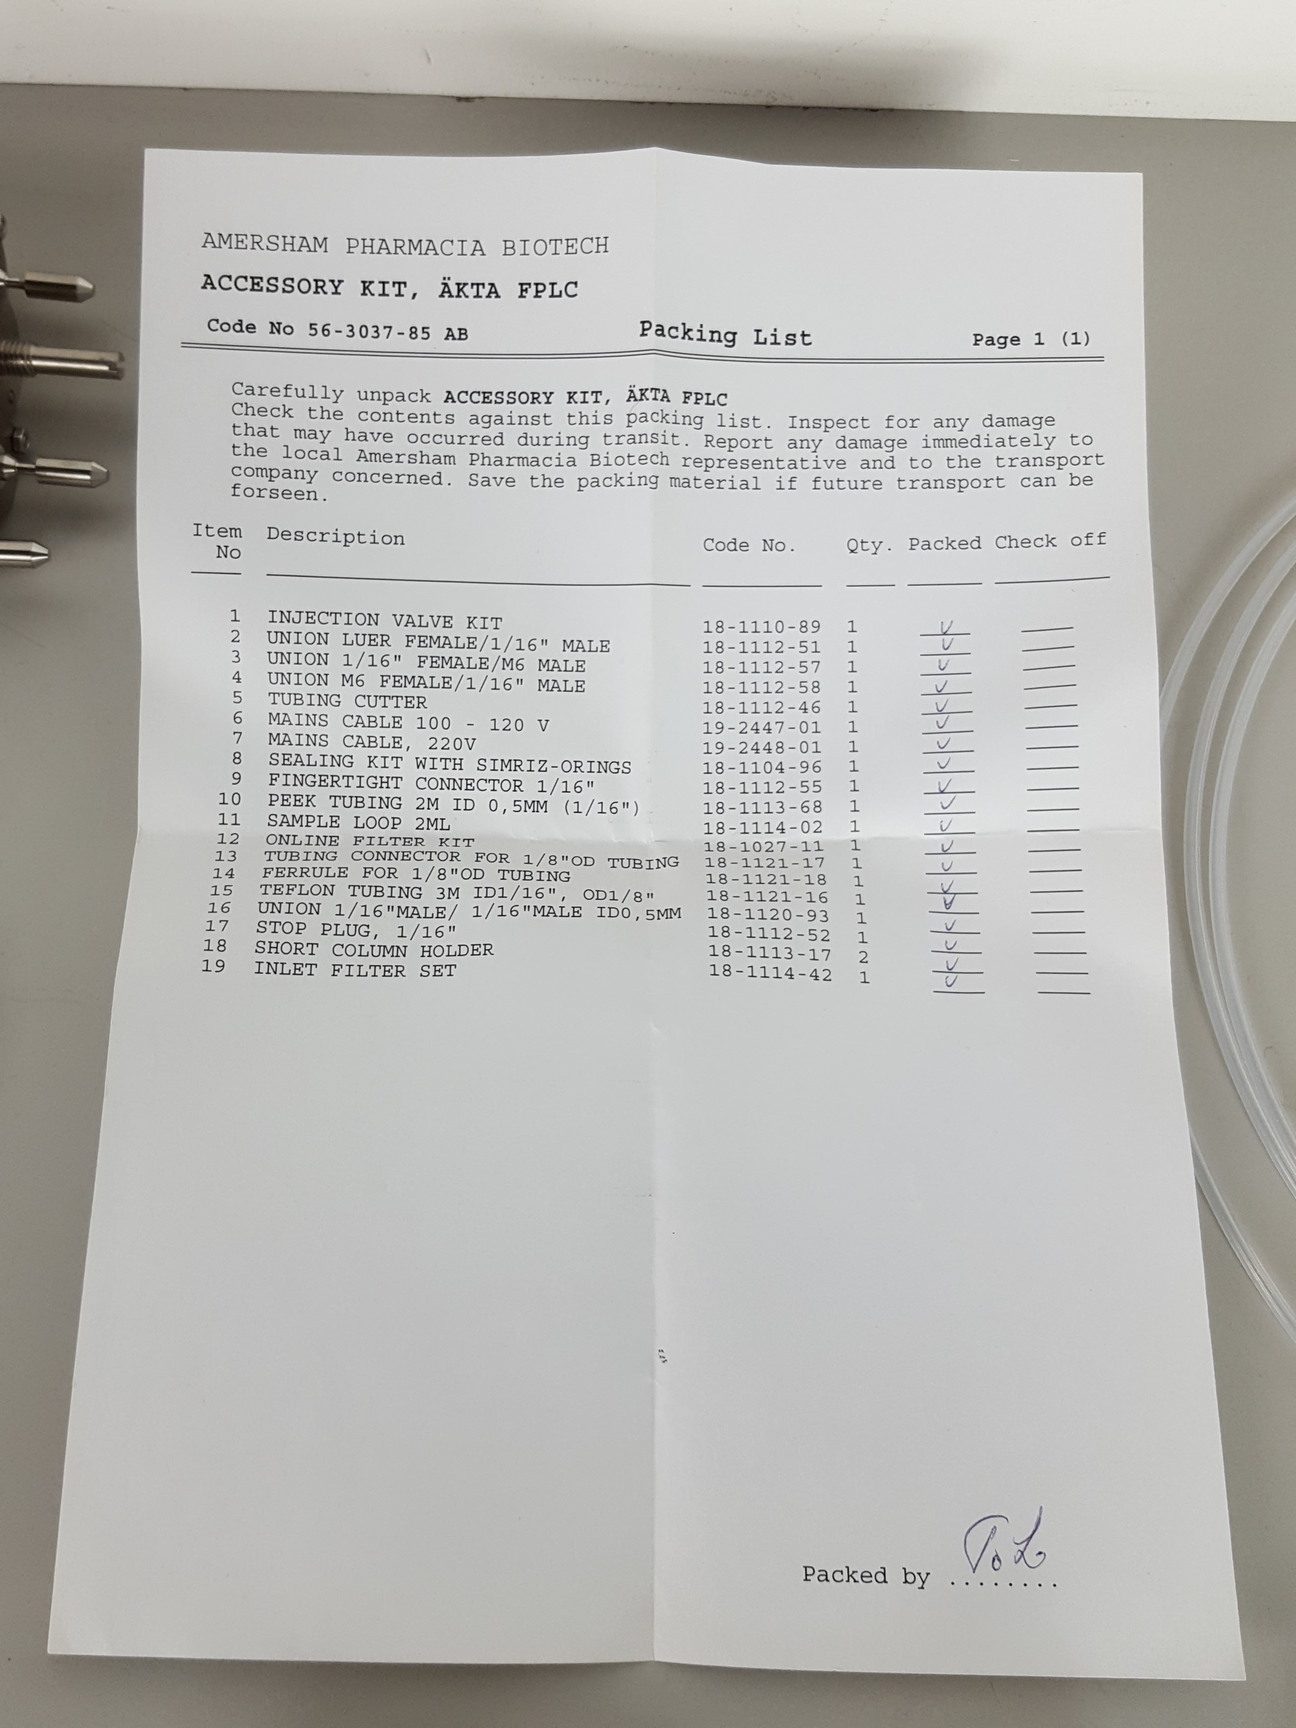 AMERSHAM PHARMACIA BIOTECH
ACCESSORY KIT, ÄKTA FPLC
Code No 56-3037-85 AB Packing List Page 1 (1)
Carefully unpack ACCESSORY KIT, ÄKTA FPLC
Check the contents against this packing list. Inspect for any damage
that may have occurred during transit. Report any damage immediately to
the local Amersham Pharmacia Biotech representative and to the transport
company concerned. Save the packing material if future transport can be
forseen.
Item No Description Code No. Qty. Packed Check off
1 INJECTION VALVE KIT 18-1110-89 1
2 UNION LUER FEMALE/1/16" MALE 18-1112-51 1
3 UNION 1/16" FEMALE/M6 MALE 18-1112-57 1
4 UNION M6 FEMALE/1/16" MALE 18-1112-58 1
5 TUBING CUTTER 18-1112-46 1
6 MAINS CABLE 100 - 120 V 19-2447-01 1
7 MAINS CABLE, 220V 19-2448-01 1
8 SEALING KIT WITH SIMRIZ-ORINGS 18-1104-96 1
9 FINGERTIGHT CONNECTOR 1/16" 18-1112-55 1
10 PEEK TUBING 2M ID 0,5MM (1/16") 18-1113-68 1
11 SAMPLE LOOP 2ML 18-1114-02 1
12 ONLINE FILTER KIT 18-1027-11 1
13 TUBING CONNECTOR FOR 1/8"OD TUBING 18-1121-17 1
14 FERRULE FOR 1/8"OD TUBING 18-1121-18 1
15 TEFLON TUBING 3M ID1/16", OD1/8" 18-1121-16 1
16 UNION 1/16"MALE/ 1/16"MALE ID0,5MM 18-1120-93 1
17 STOP PLUG, 1/16" 18-1112-52 1
18 SHORT COLUMN HOLDER 18-1113-17 2
19 INLET FILTER SET 18-1114-42 1
Packed by ........